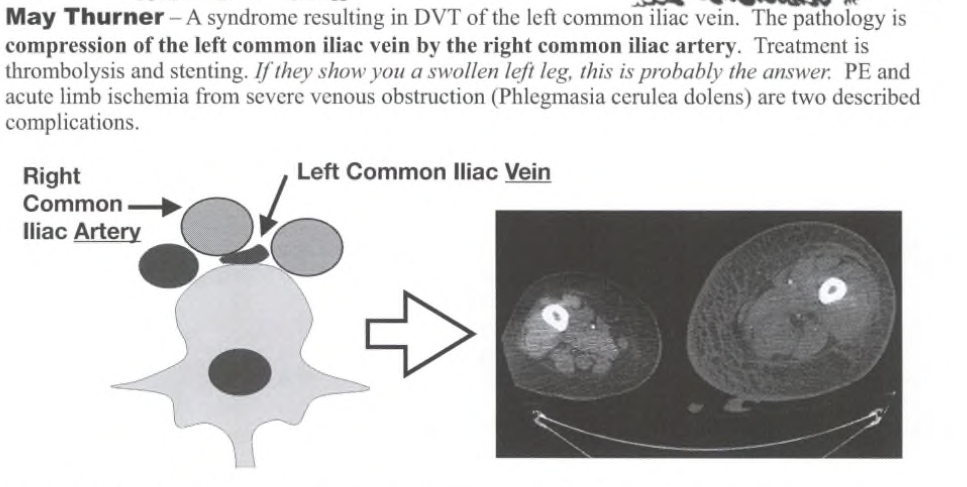 May Thurner – A syndrome resulting in DVT of the left common iliac vein. The pathology is
compression of the left common iliac vein by the right common iliac artery. Treatment is
thrombolysis and stenting. If they show you a swollen left leg, this is probably the answer. PE and
acute limb ischemia from severe venous obstruction (Phlegmasia cerulea dolens) are two described
complications.
Right
Common
Iliac Artery
Left Common Iliac Vein